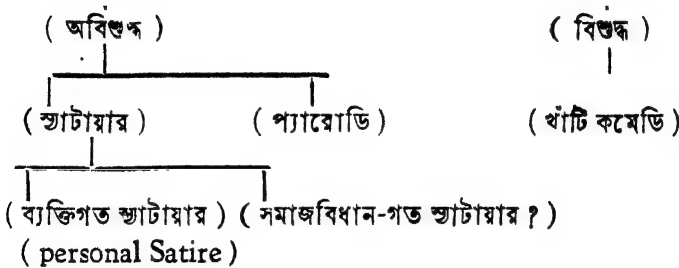 ( অবিশুদ্ধ ) ( বিশুদ্ধ )
( স্যাটায়ার ) ( প্যারোডি ) ( খাঁটি কমেডি )
( ব্যক্তিগত স্যাটায়ার ) ( সমাজবিধান-গত স্যাটায়ার ? )
( personal Satire )